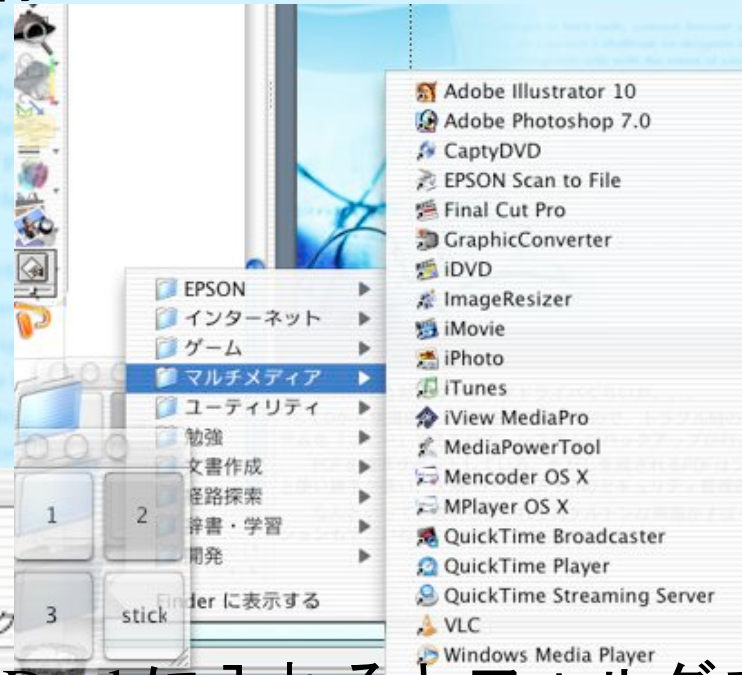 Adobe Illustrator 10
Adobe Photoshop 7.0
CaptyDVD
EPSON Scan to File
Final Cut Pro
GraphicConverter
iDVD
ImageResizer
iMovie
iPhoto
iTunes
iView MediaPro
MediaPowerTool
Mencoder OS X
MPlayer OS X
QuickTime Broadcaster
QuickTime Player
QuickTime Streaming Server
VLC
Windows Media Player
EPSON
インターネット
ゲーム
マルチメディア
ユーティリティ
勉強
文書作成
経路探索
辞書・学習
開発
Finder に表示する
1
2
3
stick